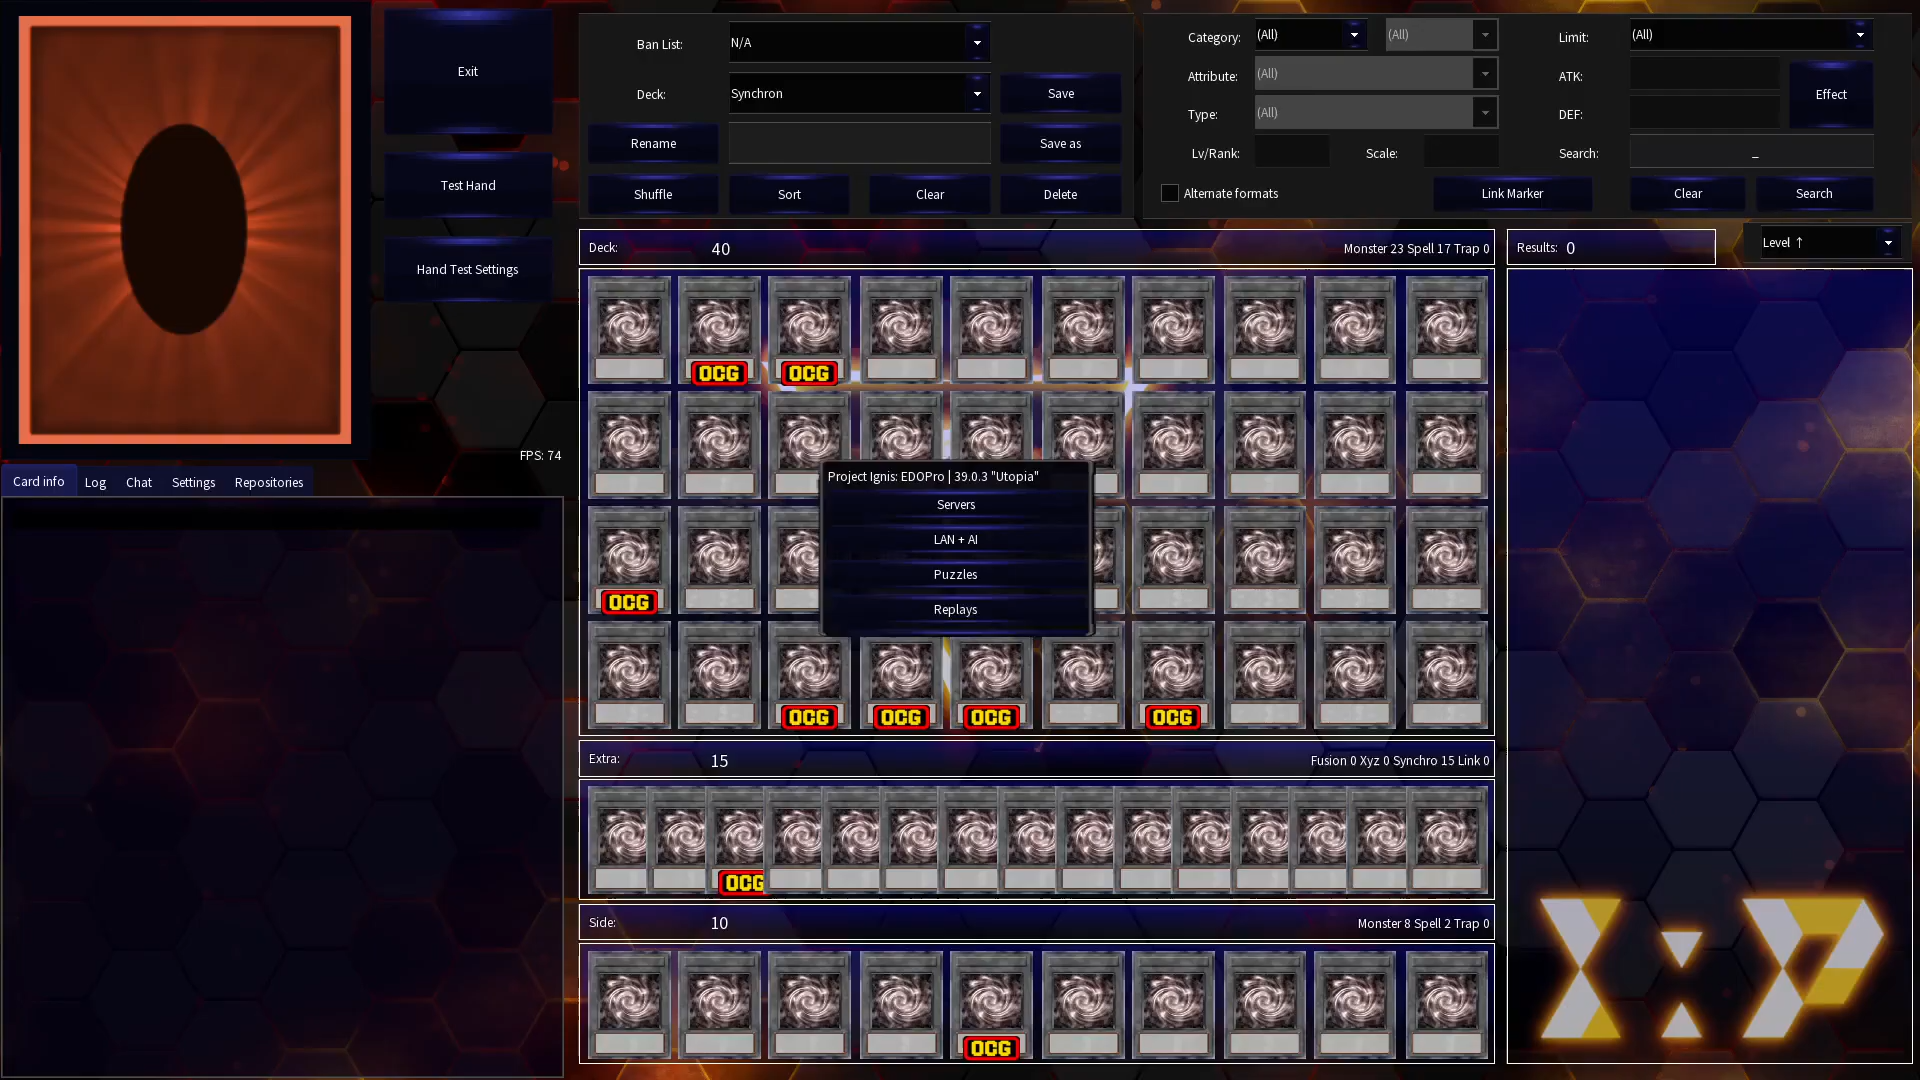 Exit
Test Hand
Hand Test Settings
FPS: 74
Card info Log Chat Settings Repositories
Ban List: N/A
Deck: Synchron Save
Rename Save as
Shuffle Sort Clear Delete
Category: (All) (All) Limit: (All)
Attribute: (All) ATK: Effect
Type: (All) DEF:
Lv/Rank: Scale: Search: _
Alternate formats Link Marker Clear Search
Deck: 40 Monster 23 Spell 17 Trap 0
Results: 0 Level ↑
OCG OCG
Project Ignis: EDOPro | 39.0.3 "Utopia"
Servers
LAN + AI
Puzzles
Replays
OCG
OCG OCG OCG OCG
Extra: 15 Fusion 0 Xyz 0 Synchro 15 Link 0
OCG
Side: 10 Monster 8 Spell 2 Trap 0
OCG
X:P